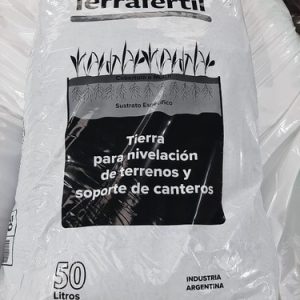 Terrafertil
Sustrato Específico
Tierra
para nivelación
de terrenos y
soporte de canteros
50
Litros
INDUSTRIA
ARGENTINA